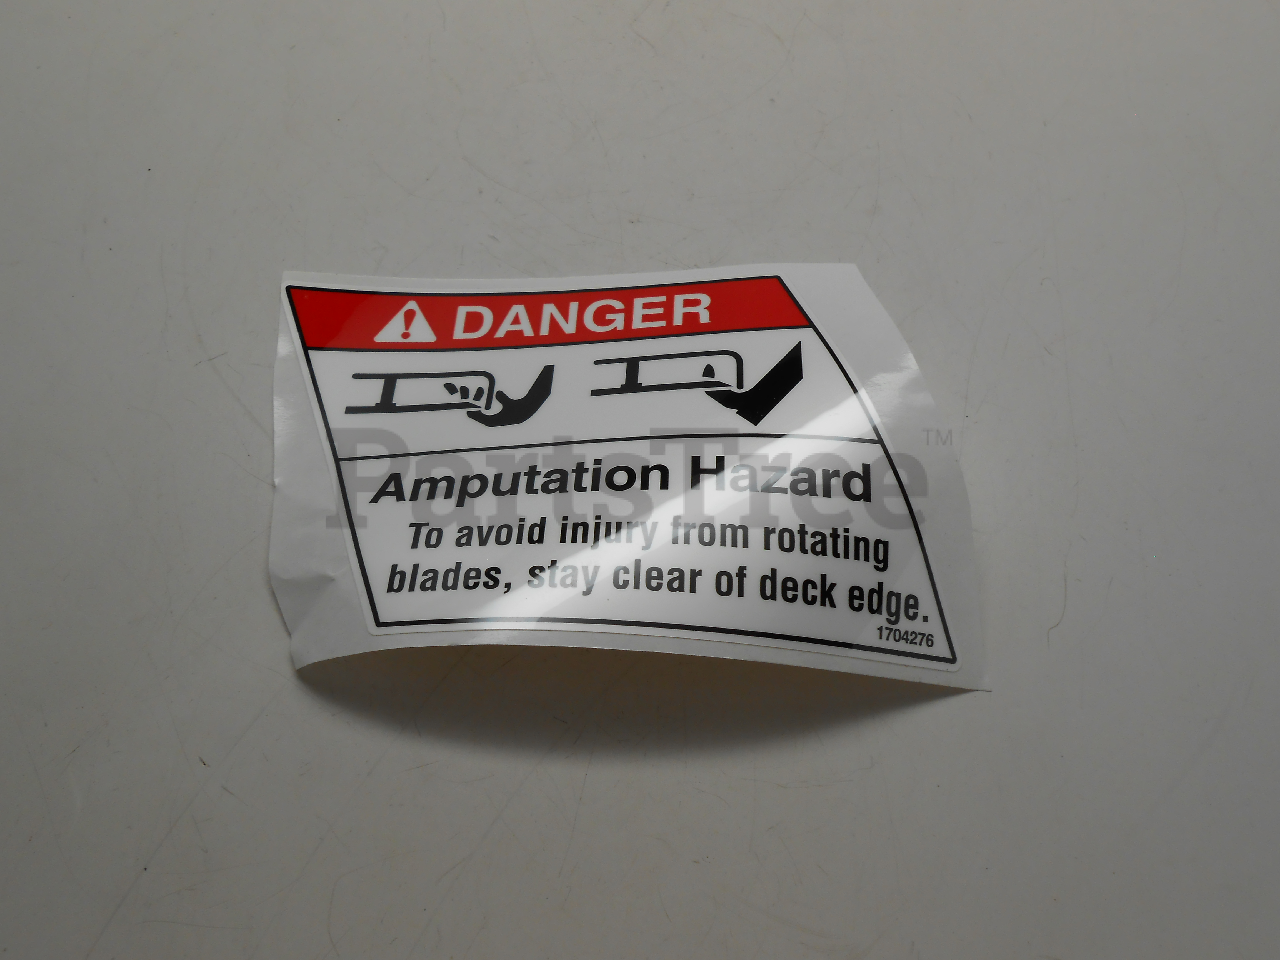 DANGER
PartsTree™
Amputation Hazard
To avoid injury from rotating
blades, stay clear of deck edge.
1704276